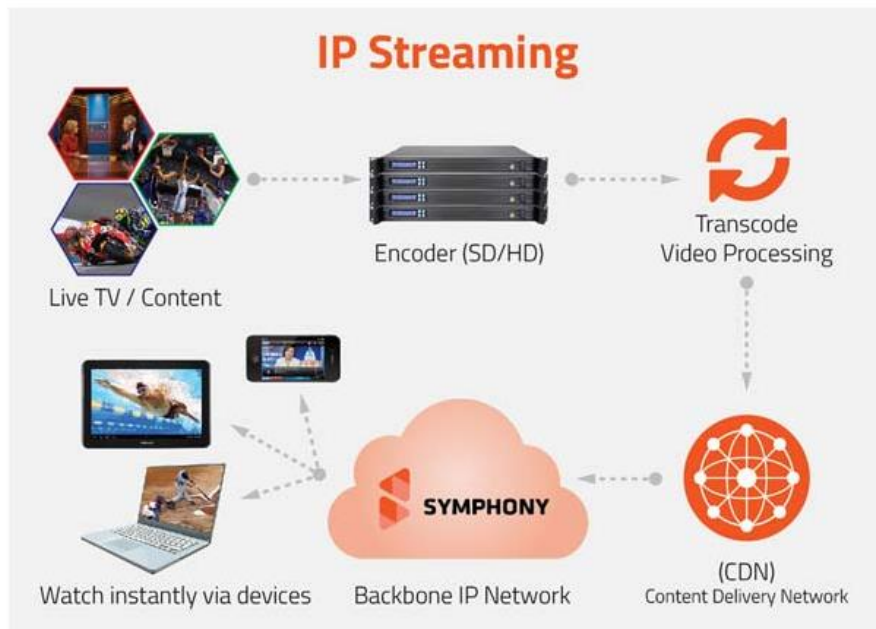 IP Streaming
Live TV / Content
Encoder (SD/HD)
Transcode
Video Processing
(CDN)
Content Delivery Network
SYMPHONY
Backbone IP Network
Watch instantly via devices